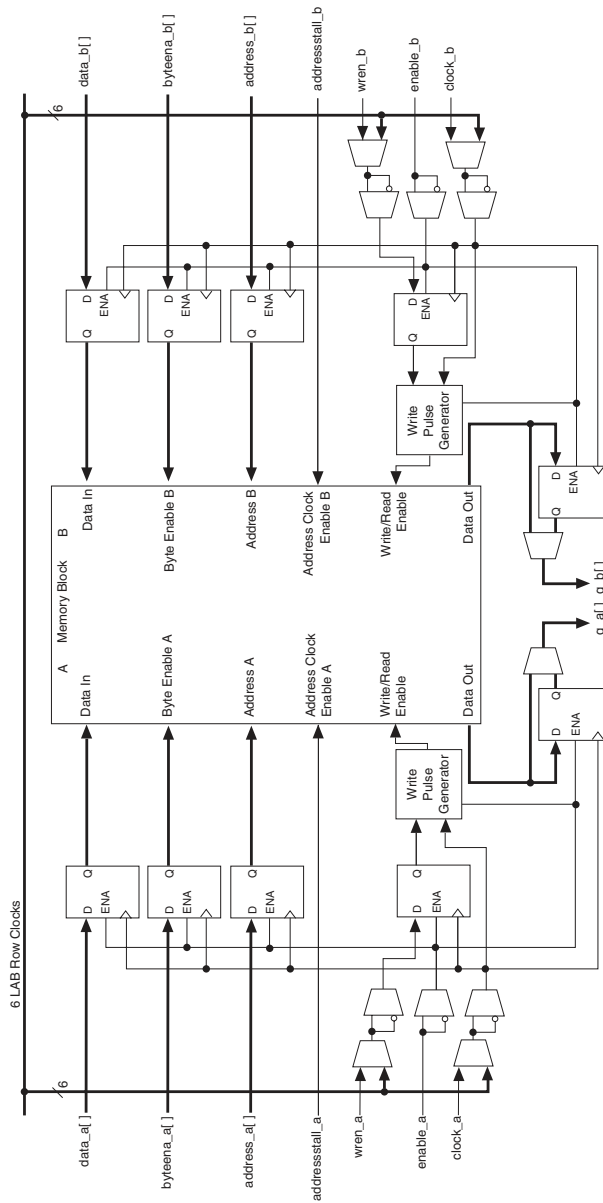 6 LAB Row Clocks
6
6
data_a[ ]
byteena_a[ ]
address_a[ ]
addressstall_a
wren_a
enable_a
clock_a
data_b[ ]
byteena_b[ ]
address_b[ ]
addressstall_b
wren_b
enable_b
clock_b
D
Q
ENA
D
Q
ENA
D
Q
ENA
D
Q
ENA
Write
Pulse
Generator
D
Q
ENA
A
Memory Block
B
Data In
Byte Enable A
Address A
Address Clock
Enable A
Write/Read
Enable
Data Out
Data In
Byte Enable B
Address B
Address Clock
Enable B
Write/Read
Enable
Data Out
D
Q
ENA
D
Q
ENA
D
Q
ENA
D
Q
ENA
Write
Pulse
Generator
D
Q
ENA
q_a[ ]
q_b[ ]